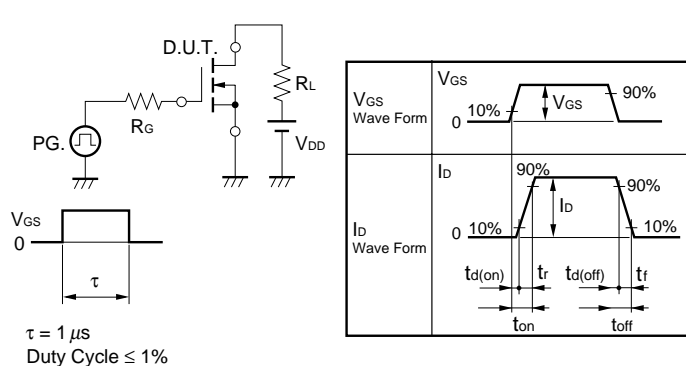 D.U.T.
RL
RG
PG.
VDD
VGS
0
τ
τ = 1 μs
Duty Cycle ≤ 1%
VGS
Wave Form
VGS
10%
0
VGS
90%
ID
Wave Form
ID
90%
90%
ID
0
10%
10%
td(on)
tr
td(off)
tf
ton
toff